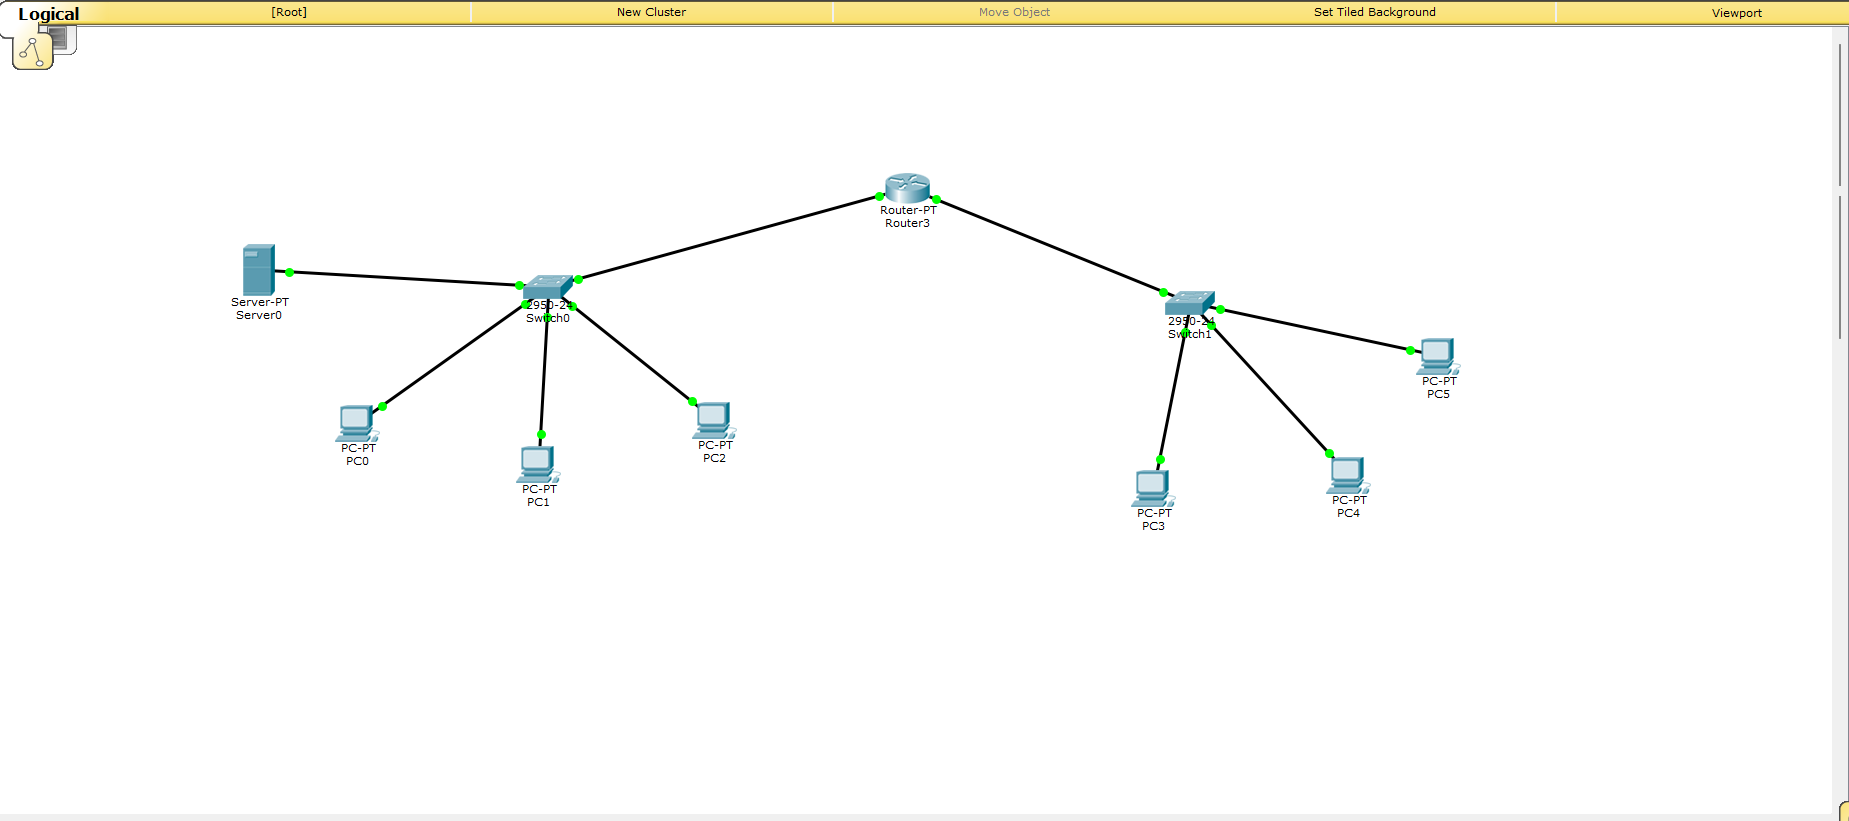 Logical
[Root]
New Cluster
Move Object
Set Tiled Background
Viewport
Router-PT
Router3
Server-PT
Server0
2950-24
Switch0
2950-24
Switch1
PC-PT
PC5
PC-PT
PC0
PC-PT
PC2
PC-PT
PC1
PC-PT
PC4
PC-PT
PC3